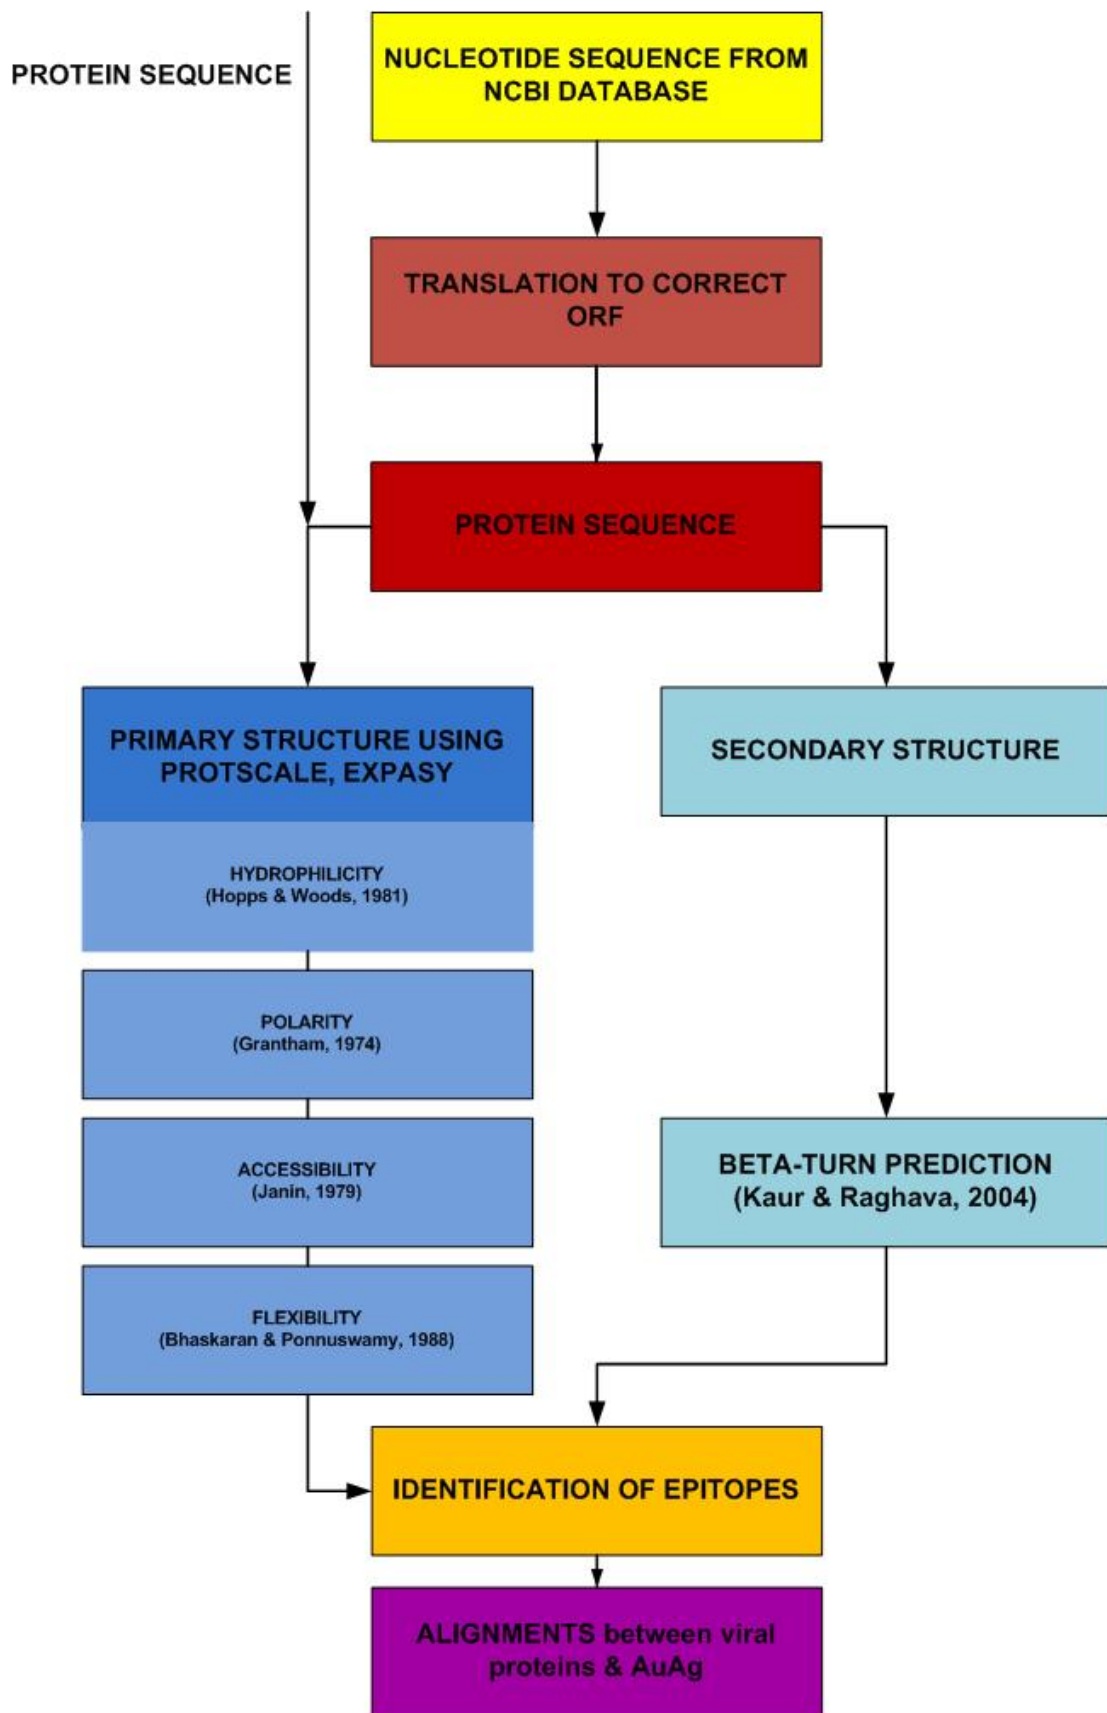 PROTEIN SEQUENCE
NUCLEOTIDE SEQUENCE FROM
NCBI DATABASE
TRANSLATION TO CORRECT
ORF
PROTEIN SEQUENCE
PRIMARY STRUCTURE USING
PROTSCALE, EXPASY
SECONDARY STRUCTURE
HYDROPHILICITY
(Hopps & Woods, 1981)
POLARITY
(Grantham, 1974)
ACCESSIBILITY
(Janin, 1979)
BETA-TURN PREDICTION
(Kaur & Raghava, 2004)
FLEXIBILITY
(Bhaskaran & Ponnuswamy, 1988)
IDENTIFICATION OF EPITOPES
ALIGNMENTS between viral
proteins & AuAg